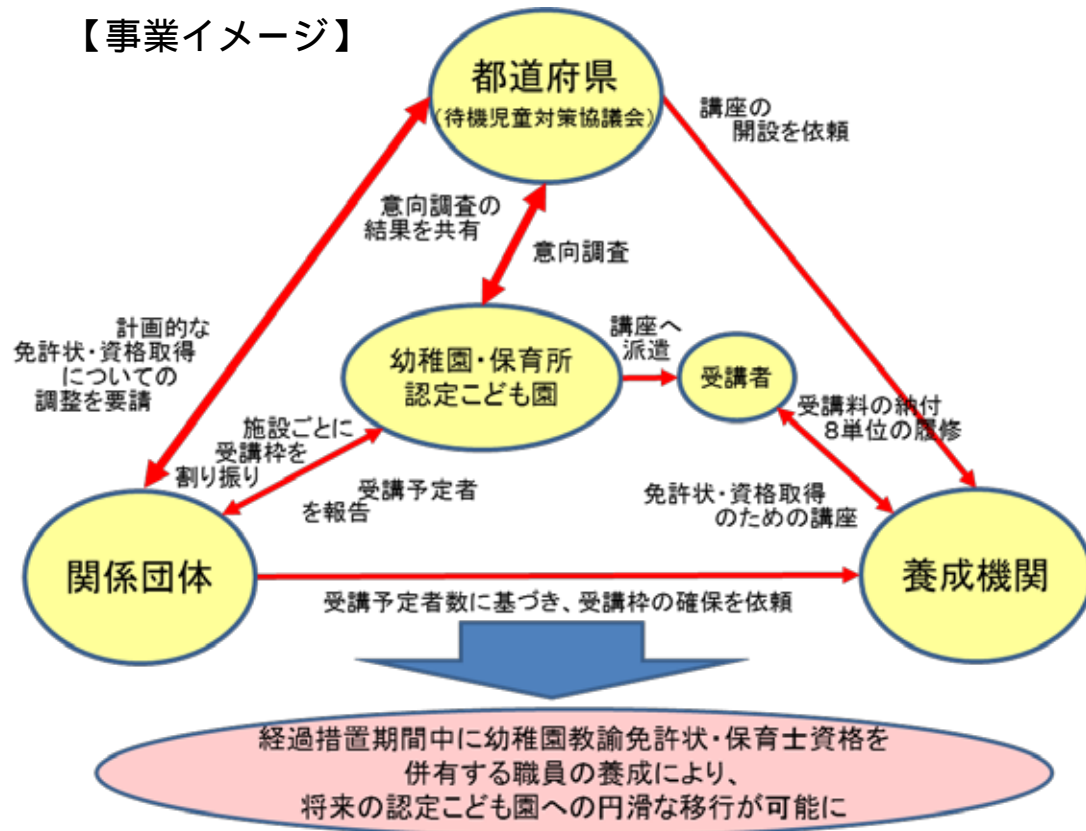 【事業イメージ】
都道府県
(待機児童対策協議会)
講座の
開設を依頼
意向調査の
結果を共有
意向調査
計画的な
免許状・資格取得
についての
調整を要請
幼稚園・保育所
認定こども園
講座へ
派遣
受講者
受講料の納付
8単位の履修
施設ごとに
受講枠を
割り振り
受講予定者
を報告
免許状・資格取得
のための講座
関係団体
養成機関
受講予定者数に基づき、受講枠の確保を依頼
経過措置期間中に幼稚園教諭免許状・保育士資格を
併有する職員の養成により、
将来の認定こども園への円滑な移行が可能に